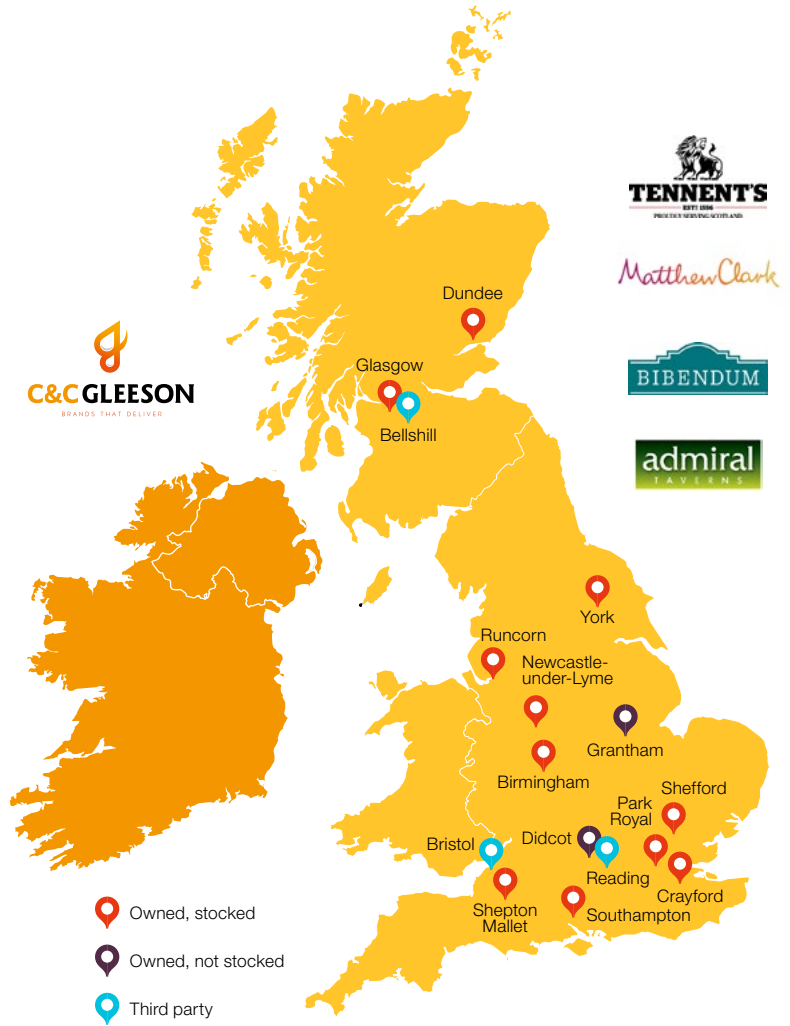 TENNENT'S
EST! 1556
PROUDLY SERVING SCOTLAND
Matthew Clark
BIBENDUM
admiral
TAVERNS
C&C GLEESON
BRANDS THAT DELIVER
Dundee
Glasgow
Bellshill
York
Runcorn
Newcastle-
under-Lyme
Grantham
Birmingham
Shefford
Park
Royal
Didcot
Bristol
Reading
Crayford
Shepton
Mallet
Southampton
Owned, stocked
Owned, not stocked
Third party